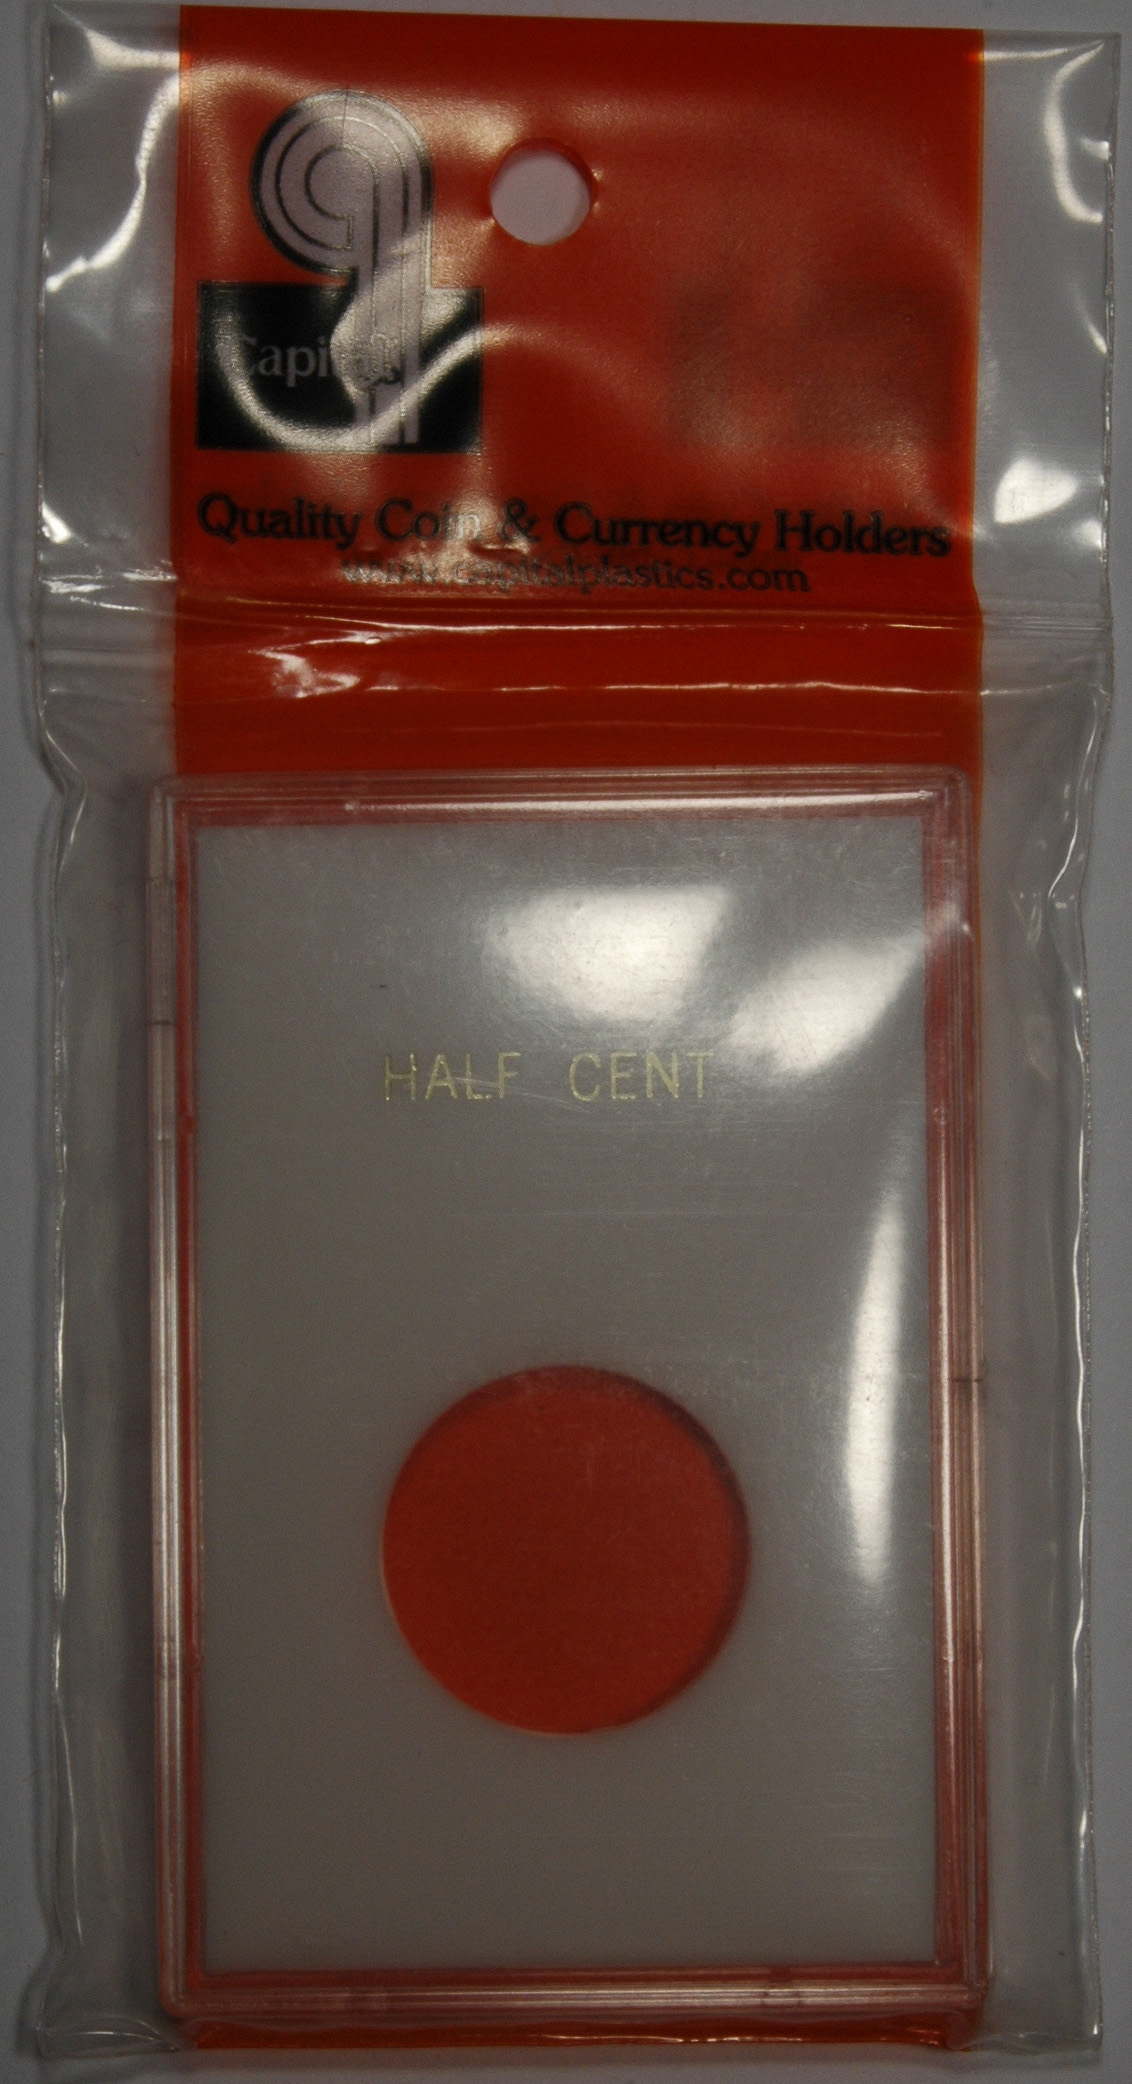 Capital
Quality Coin & Currency Holders
www.capitalplastics.com
HALF CENT